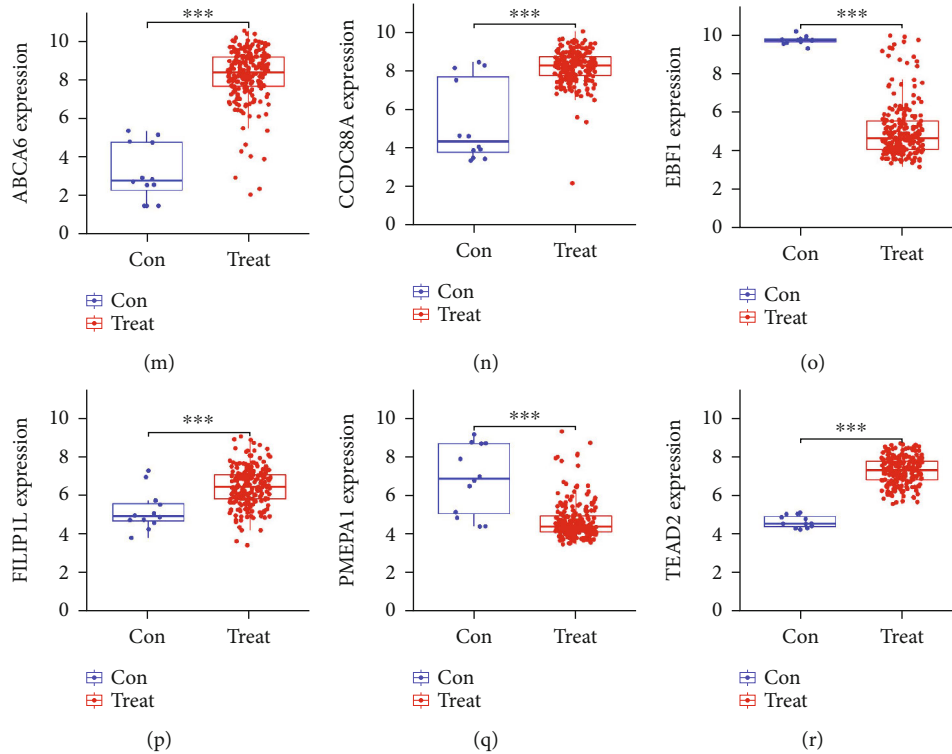 ***
10
8
6
4
2
0
ABCA6 expression
Con
Treat
Con
Treat
(m)
***
10
8
6
4
2
0
CCDC88A expression
Con
Treat
Con
Treat
(n)
***
10
8
6
4
2
0
EBF1 expression
Con
Treat
Con
Treat
(o)
***
10
8
6
4
2
0
FILIP1L expression
Con
Treat
Con
Treat
(p)
***
10
8
6
4
2
0
PMEPA1 expression
Con
Treat
Con
Treat
(q)
***
10
8
6
4
2
0
TEAD2 expression
Con
Treat
Con
Treat
(r)